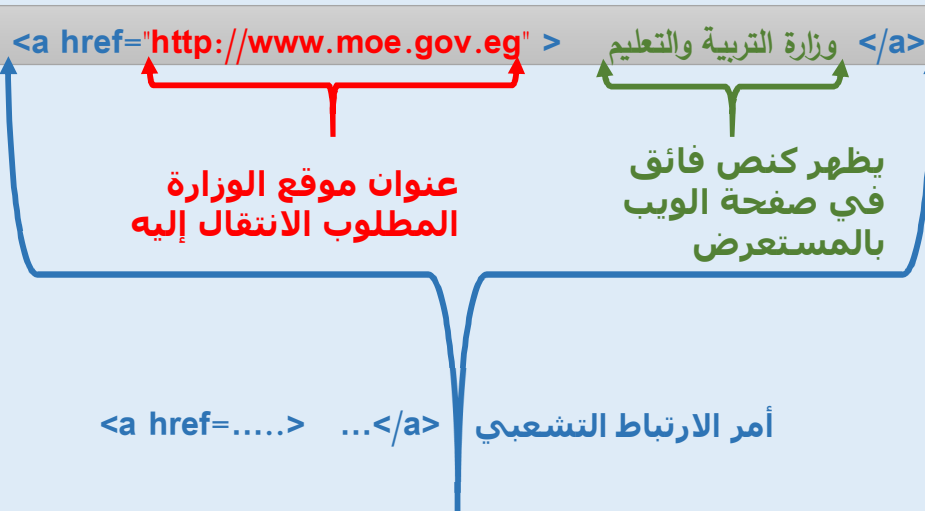 <a href="http://www.moe.gov.eg" > وزارة التربية والتعليم </a>
يظهر كنص فائق
في صفحة الويب
بالمستعرض
عنوان موقع الوزارة
المطلوب الانتقال إليه
أمر الارتباط التشعبي <a href=.....> ...</a>